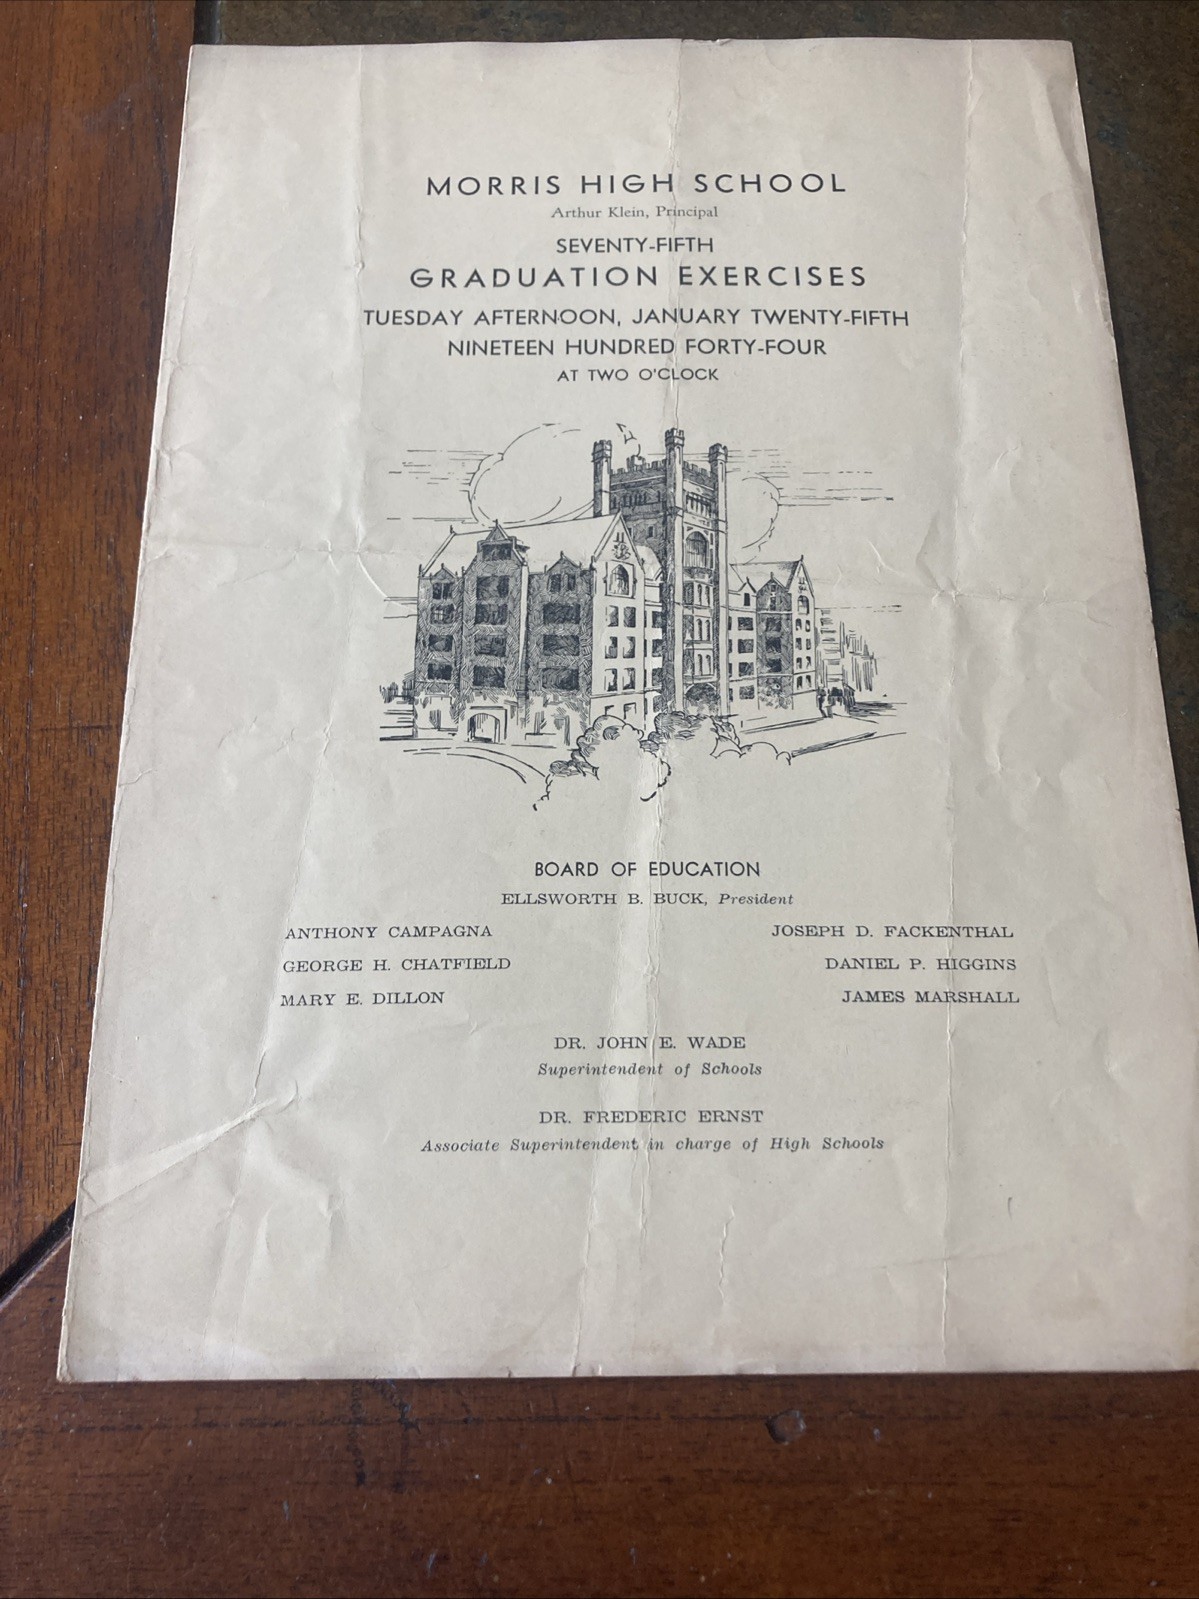 MORRIS HIGH SCHOOL
Arthur Klein, Principal
SEVENTY-FIFTH
GRADUATION EXERCISES
TUESDAY AFTERNOON, JANUARY TWENTY-FIFTH
NINETEEN HUNDRED FORTY-FOUR
AT TWO O'CLOCK
BOARD OF EDUCATION
ELLSWORTH B. BUCK, President
ANTHONY CAMPAGNA JOSEPH D. FACKENTHAL
GEORGE H. CHATFIELD DANIEL P. HIGGINS
MARY E. DILLON JAMES MARSHALL
DR. JOHN E. WADE
Superintendent of Schools
DR. FREDERIC ERNST
Associate Superintendent in charge of High Schools